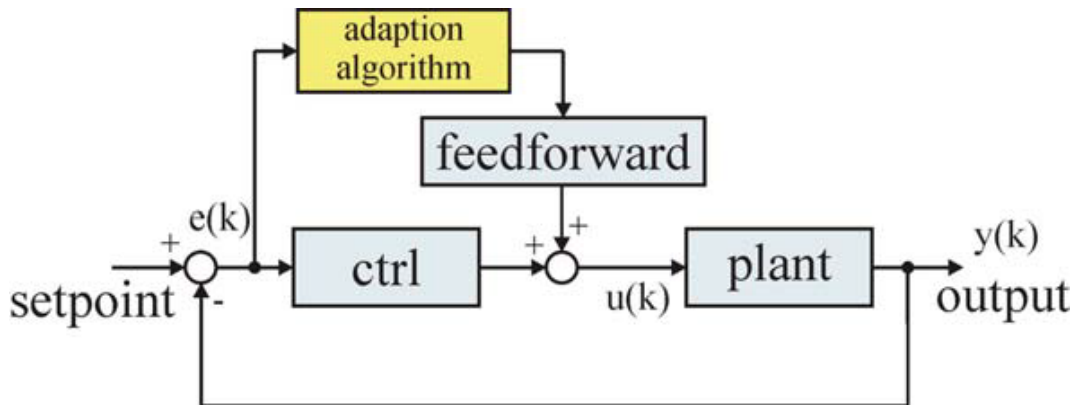 adaption
algorithm
feedforward
e(k)
+
+
+
ctrl
plant
y(k)
setpoint
-
u(k)
output